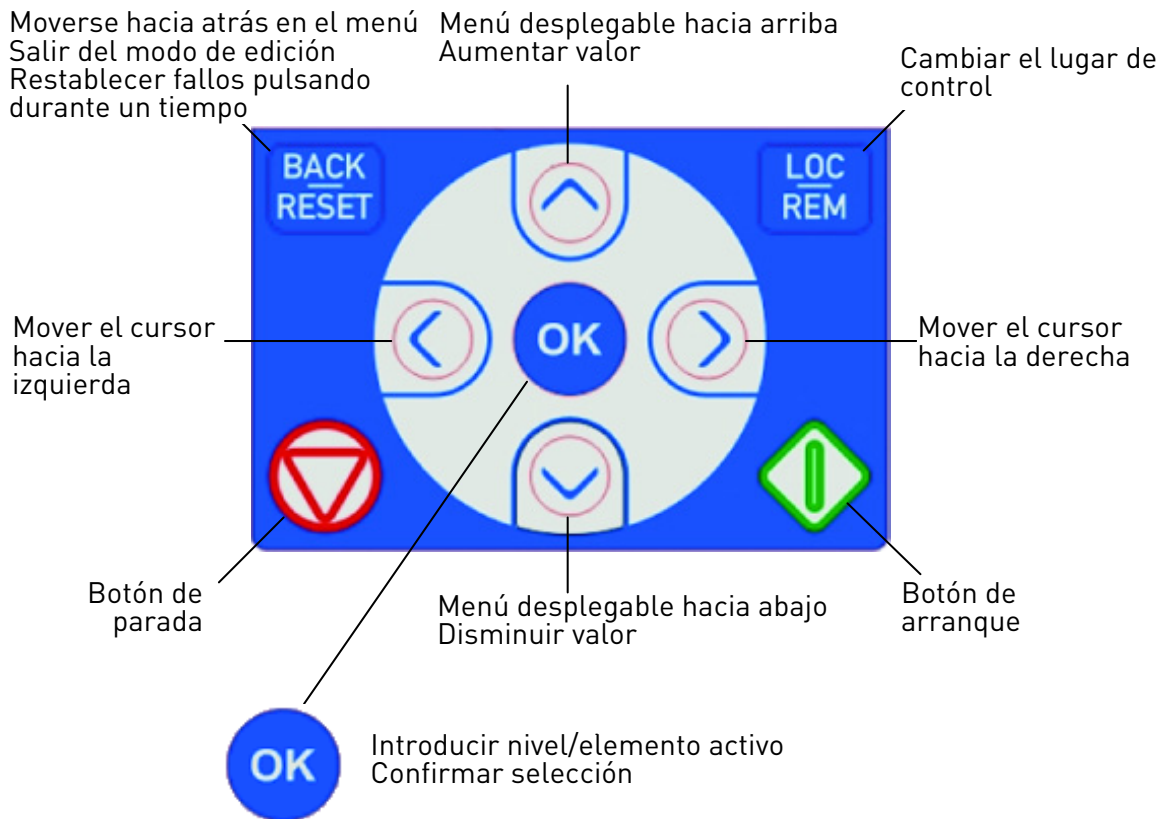 Moverse hacia atrás en el menú
Salir del modo de edición
Restablecer fallos pulsando
durante un tiempo
Menú desplegable hacia arriba
Aumentar valor
Cambiar el lugar de
control
BACK
RESET
LOC
REM
Mover el cursor
hacia la
izquierda
OK
Mover el cursor
hacia la derecha
Botón de
parada
Menú desplegable hacia abajo
Disminuir valor
Botón de
arranque
OK
Introducir nivel/elemento activo
Confirmar selección